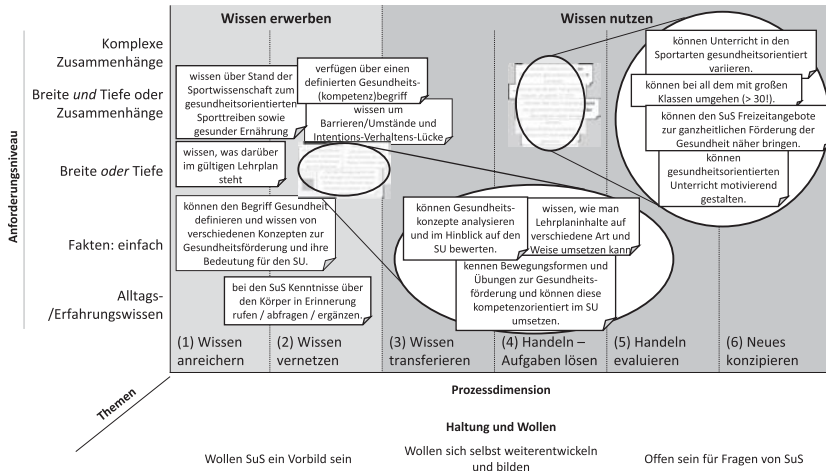 Wissen erwerben
Wissen nutzen
Anforderungsniveau
Komplexe
Zusammenhänge
Breite und Tiefe oder
Zusammenhänge
Breite oder Tiefe
Fakten: einfach
Alltags-
/Erfahrungswissen
wissen über Stand der
Sportwissenschaft zum
gesundheitsorientierten
Sporttreiben sowie
gesunder Ernährung
verfügen über einen
definierten Gesundheits-
(kompetenz)begriff
wissen um
Barrieren/Umstände und
Intentions-Verhaltens-Lücke
wissen, was darüber
im gültigen Lehrplan
steht
können den Begriff Gesundheit
definieren und wissen von
verschiedenen Konzepten zur
Gesundheitsförderung und ihre
Bedeutung für den SU.
bei den SuS Kenntnisse über
den Körper in Erinnerung
rufen / abfragen / ergänzen.
können Gesundheits-
konzepte analysieren
und im Hinblick auf den
SU bewerten.
wissen, wie man
Lehrplaninhalte auf
verschiedene Art und
Weise umsetzen kann
kennen Bewegungsformen und
Übungen zur Gesundheits-
förderung und können diese
kompetenzorientiert im SU
umsetzen.
können Unterricht in den
Sportarten gesundheitsorientiert
variieren.
können bei all dem mit großen
Klassen umgehen (> 30!).
können den SuS Freizeitangebote
zur ganzheitlichen Förderung der
Gesundheit näher bringen.
können
gesundheitsorientierten
Unterricht motivierend
gestalten.
(1) Wissen
anreichern
(2) Wissen
vernetzen
(3) Wissen
transferieren
(4) Handeln –
Aufgaben lösen
(5) Handeln
evaluieren
(6) Neues
konzipieren
Themen
Prozessdimension
Haltung und Wollen
Wollen SuS ein Vorbild sein
Wollen sich selbst weiterentwickeln
und bilden
Offen sein für Fragen von SuS